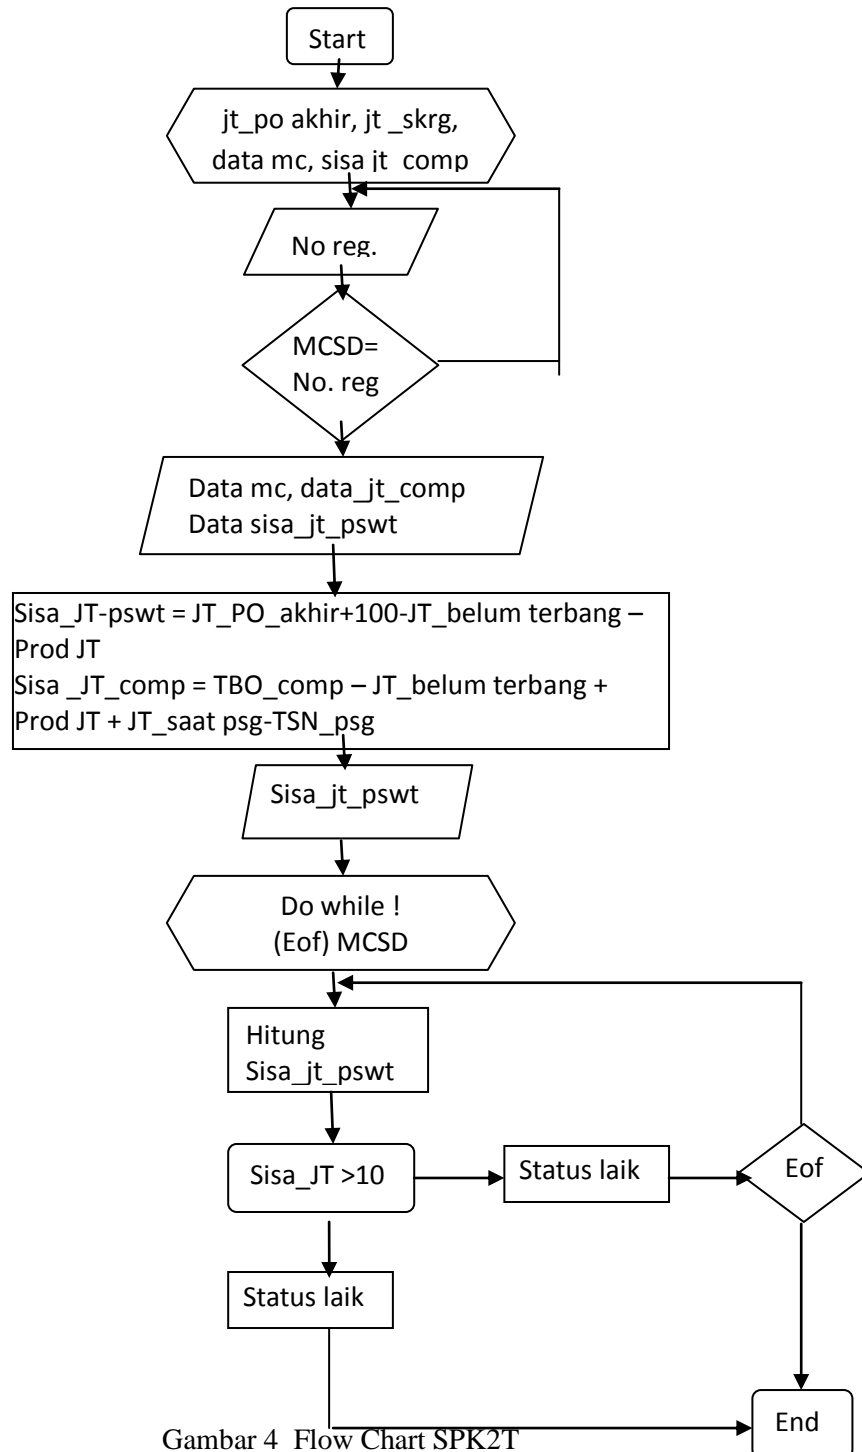 Start
jt_po akhir, jt _skrg,
data mc, sisa jt_comp
No reg.
MCSD=
No. reg
Data mc, data_jt_comp
Data sisa_jt_pswt
Sisa_JT-pswt = JT_PO_akhir+100-JT_belum terbang –
Prod JT
Sisa _JT_comp = TBO_comp – JT_belum terbang +
Prod JT + JT_saat psg-TSN_psg
Sisa_jt_pswt
Do while !
(Eof) MCSD
Hitung
Sisa_jt_pswt
Sisa_JT >10
Status laik
Eof
Status laik
End
Gambar 4 Flow Chart SPK2T